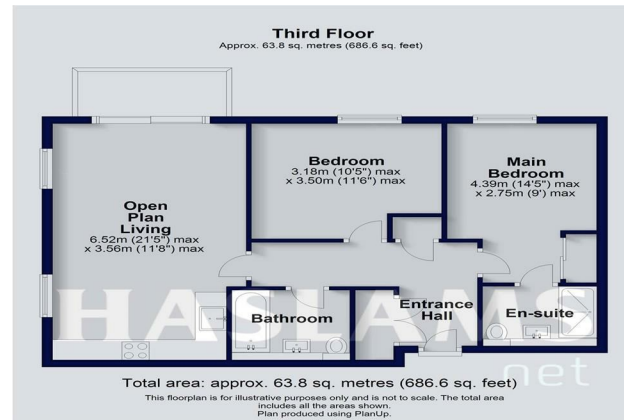 Third Floor
Approx. 63.8 sq. metres (686.6 sq. feet)
Bedroom
3.18m (10'5") max
x 3.50m (11'6") max
Main
Bedroom
4.39m (14'5") max
x 2.75m (9') max
Open
Plan
Living
6.52m (21'5") max
x 3.56m (11'8") max
HASLAMS
net
Bathroom
Entrance
Hall
En-suite
Total area: approx. 63.8 sq. metres (686.6 sq. feet)
This floorplan is for illustrative purposes only and is not to scale. The total area
includes all the areas shown.
Plan produced using PlanUp.